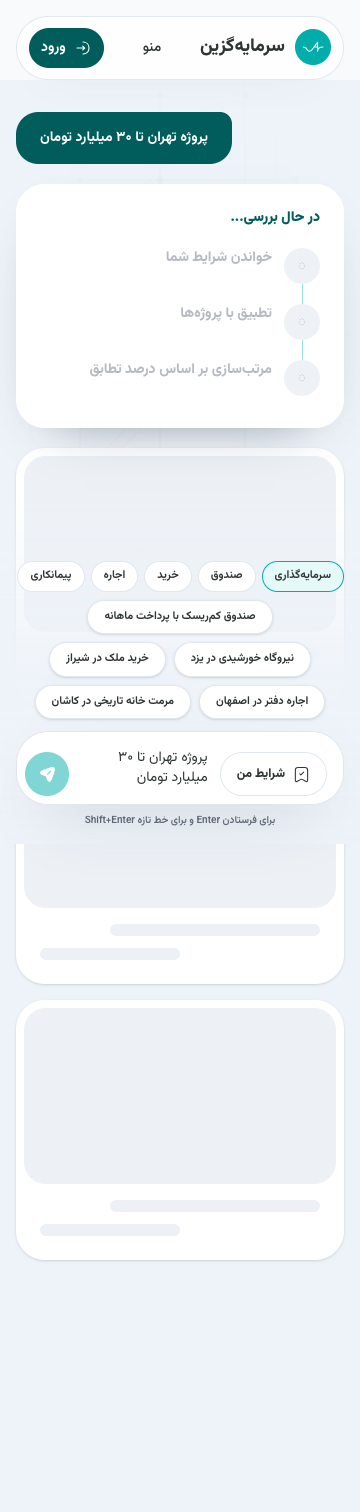 سرمایه‌گزین
منو
ورود
پروژه تهران تا ۳۰ میلیارد تومان
در حال بررسی...
خواندن شرایط شما
تطبیق با پروژه‌ها
مرتب‌سازی بر اساس درصد تطابق
سرمایه‌گذاری
صندوق
خرید
اجاره
پیمانکاری
صندوق کم‌ریسک با پرداخت ماهانه
نیروگاه خورشیدی در یزد
خرید ملک در شیراز
اجاره دفتر در اصفهان
مرمت خانه تاریخی در کاشان
شرایط من
پروژه تهران تا ۳۰
میلیارد تومان
برای فرستادن Enter و برای خط تازه Shift+Enter